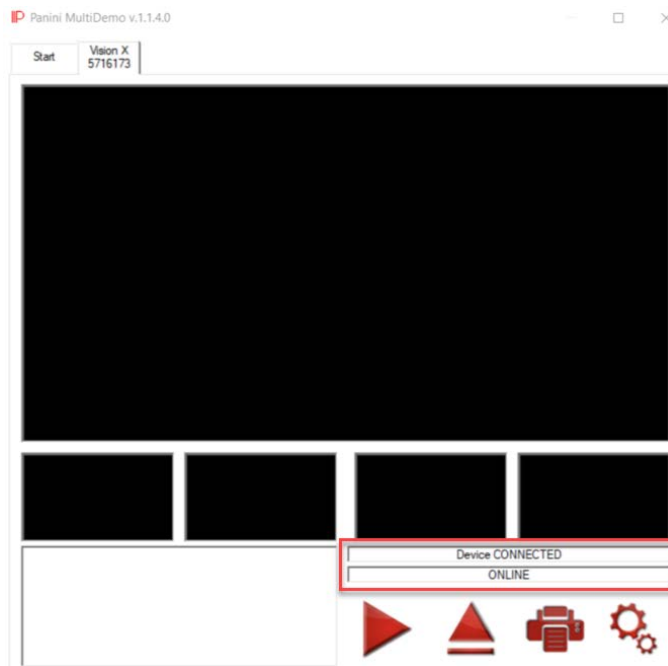 Panini MultiDemo v.1.1.4.0
Start
Vision X
5716173
Device CONNECTED
ONLINE